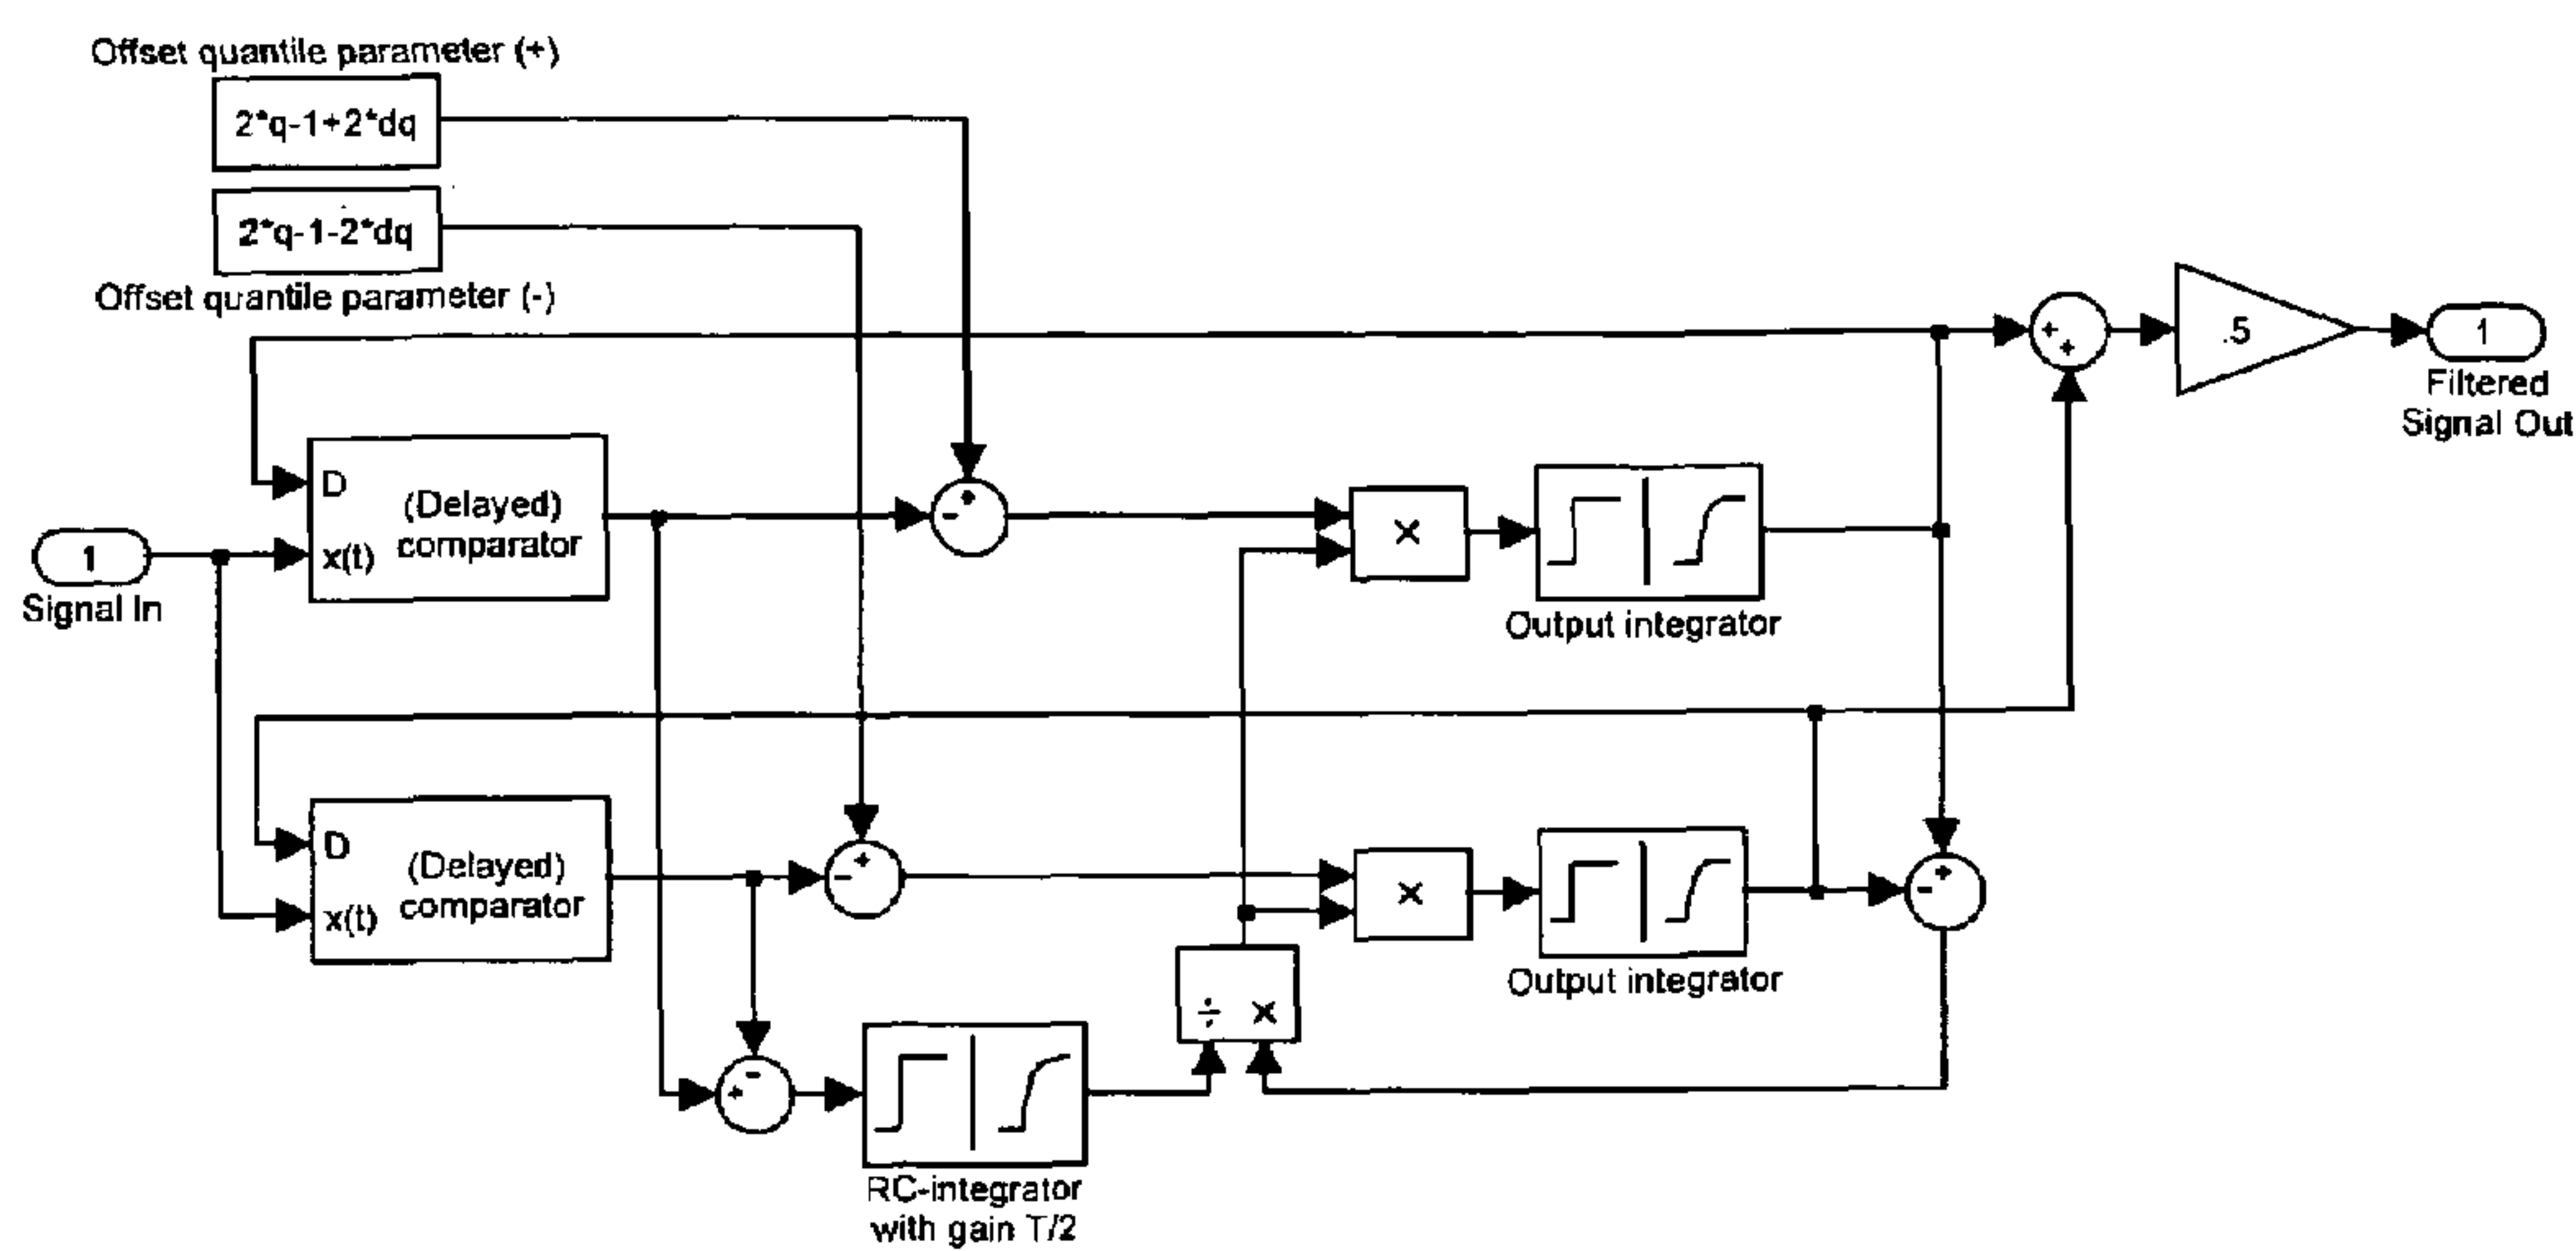 Offset quantile parameter (+)
2*q-1+2*dq
2*q-1-2*dq
Offset quantile parameter (-)
+
+
.5
1
Filtered
Signal Out
D
(Delayed)
comparator
x(t)
1
Signal In
+
-
×
Output integrator
D
(Delayed)
comparator
x(t)
+
-
×
Output integrator
+
-
÷ ×
-
+
RC-integrator
with gain T/2